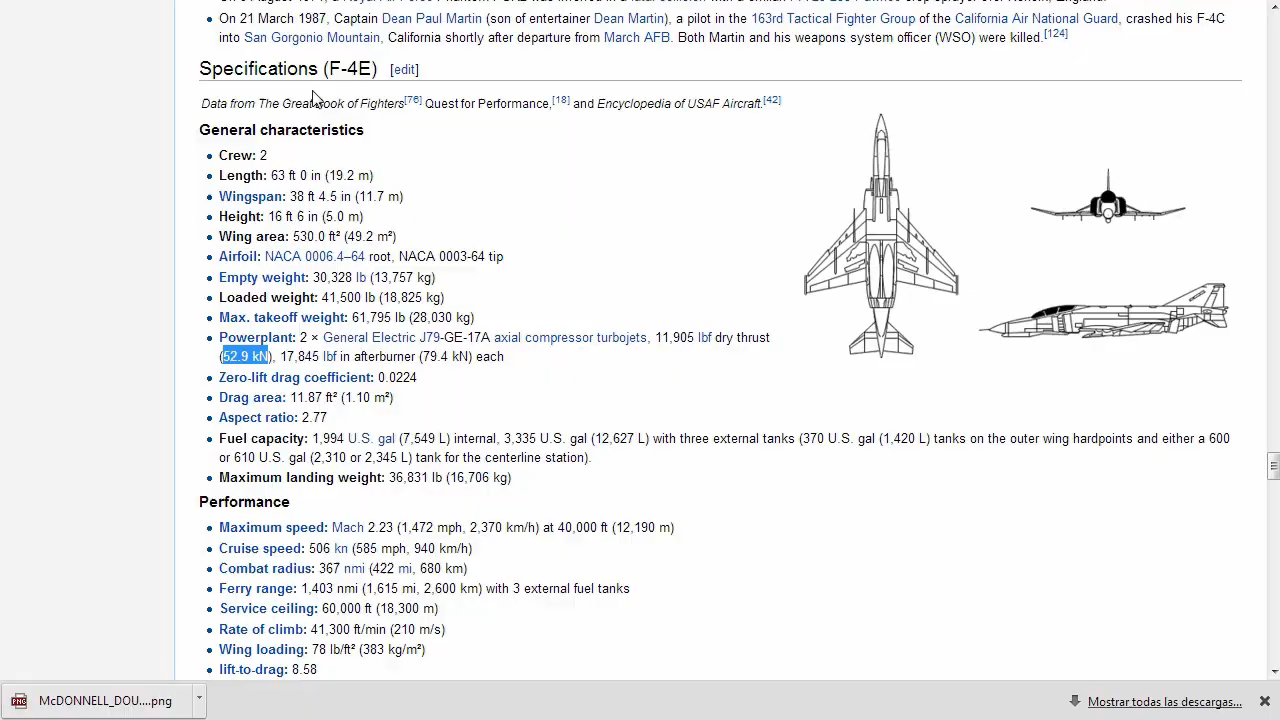 On 21 March 1987, Captain Dean Paul Martin (son of entertainer Dean Martin), a pilot in the 163rd Tactical Fighter Group of the California Air National Guard, crashed his F-4C
into San Gorgonio Mountain, California shortly after departure from March AFB. Both Martin and his weapons system officer (WSO) were killed.[124]
Specifications (F-4E) [edit]
Data from The Great Book of Fighters[76] Quest for Performance,[18] and Encyclopedia of USAF Aircraft.[42]
General characteristics
Crew: 2
Length: 63 ft 0 in (19.2 m)
Wingspan: 38 ft 4.5 in (11.7 m)
Height: 16 ft 6 in (5.0 m)
Wing area: 530.0 ft² (49.2 m²)
Airfoil: NACA 0006.4–64 root, NACA 0003-64 tip
Empty weight: 30,328 lb (13,757 kg)
Loaded weight: 41,500 lb (18,825 kg)
Max. takeoff weight: 61,795 lb (28,030 kg)
Powerplant: 2 × General Electric J79-GE-17A axial compressor turbojets, 11,905 lbf dry thrust
(52.9 kN), 17,845 lbf in afterburner (79.4 kN) each
Zero-lift drag coefficient: 0.0224
Drag area: 11.87 ft² (1.10 m²)
Aspect ratio: 2.77
Fuel capacity: 1,994 U.S. gal (7,549 L) internal, 3,335 U.S. gal (12,627 L) with three external tanks (370 U.S. gal (1,420 L) tanks on the outer wing hardpoints and either a 600
or 610 U.S. gal (2,310 or 2,345 L) tank for the centerline station).
Maximum landing weight: 36,831 lb (16,706 kg)
Performance
Maximum speed: Mach 2.23 (1,472 mph, 2,370 km/h) at 40,000 ft (12,190 m)
Cruise speed: 506 kn (585 mph, 940 km/h)
Combat radius: 367 nmi (422 mi, 680 km)
Ferry range: 1,403 nmi (1,615 mi, 2,600 km) with 3 external fuel tanks
Service ceiling: 60,000 ft (18,300 m)
Rate of climb: 41,300 ft/min (210 m/s)
Wing loading: 78 lb/ft² (383 kg/m²)
lift-to-drag: 8.58
McDONNELL_DOU....png
Mostrar todas las descargas...